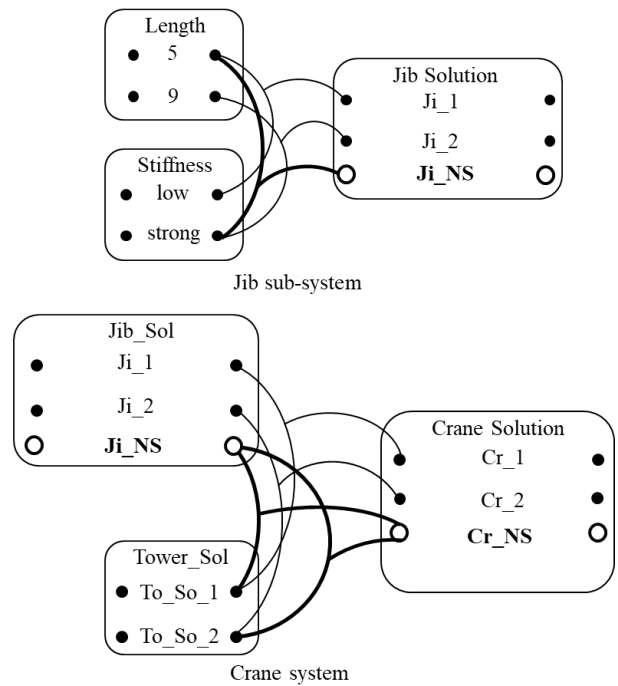 Length
5
9
Stiffness
low
strong
Jib Solution
Ji_1
Ji_2
Ji_NS
Jib sub-system
Jib_Sol
Ji_1
Ji_2
Ji_NS
Tower_Sol
To_So_1
To_So_2
Crane Solution
Cr_1
Cr_2
Cr_NS
Crane system